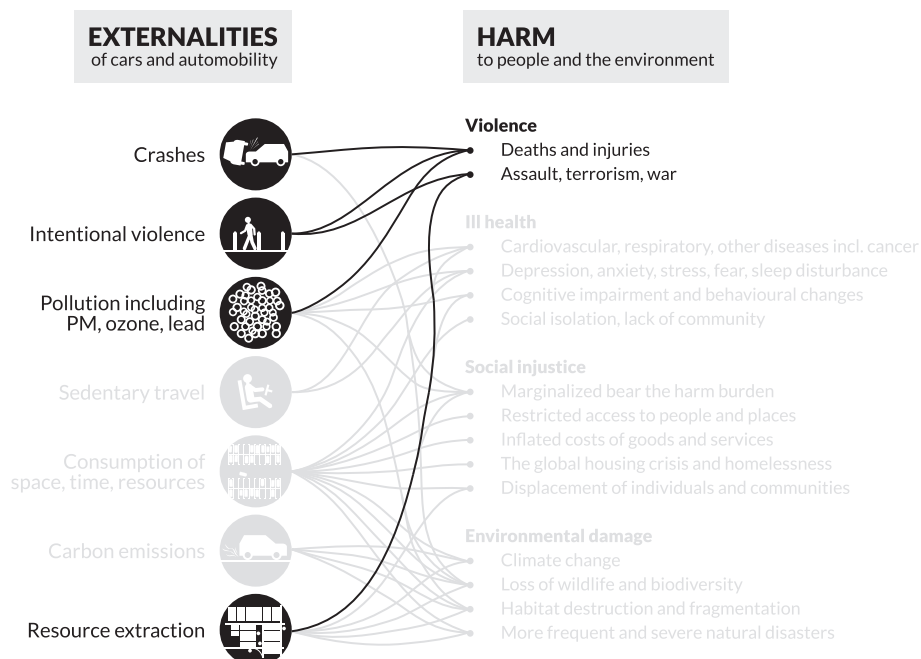 EXTERNALITIES
of cars and automobility
HARM
to people and the environment
Crashes
Intentional violence
Pollution including
PM, ozone, lead
Sedentary travel
Consumption of
space, time, resources
Carbon emissions
Resource extraction
Violence
Deaths and injuries
Assault, terrorism, war
Ill health
Cardiovascular, respiratory, other diseases incl. cancer
Depression, anxiety, stress, fear, sleep disturbance
Cognitive impairment and behavioural changes
Social isolation, lack of community
Social injustice
Marginalized bear the harm burden
Restricted access to people and places
Inflated costs of goods and services
The global housing crisis and homelessness
Displacement of individuals and communities
Environmental damage
Climate change
Loss of wildlife and biodiversity
Habitat destruction and fragmentation
More frequent and severe natural disasters